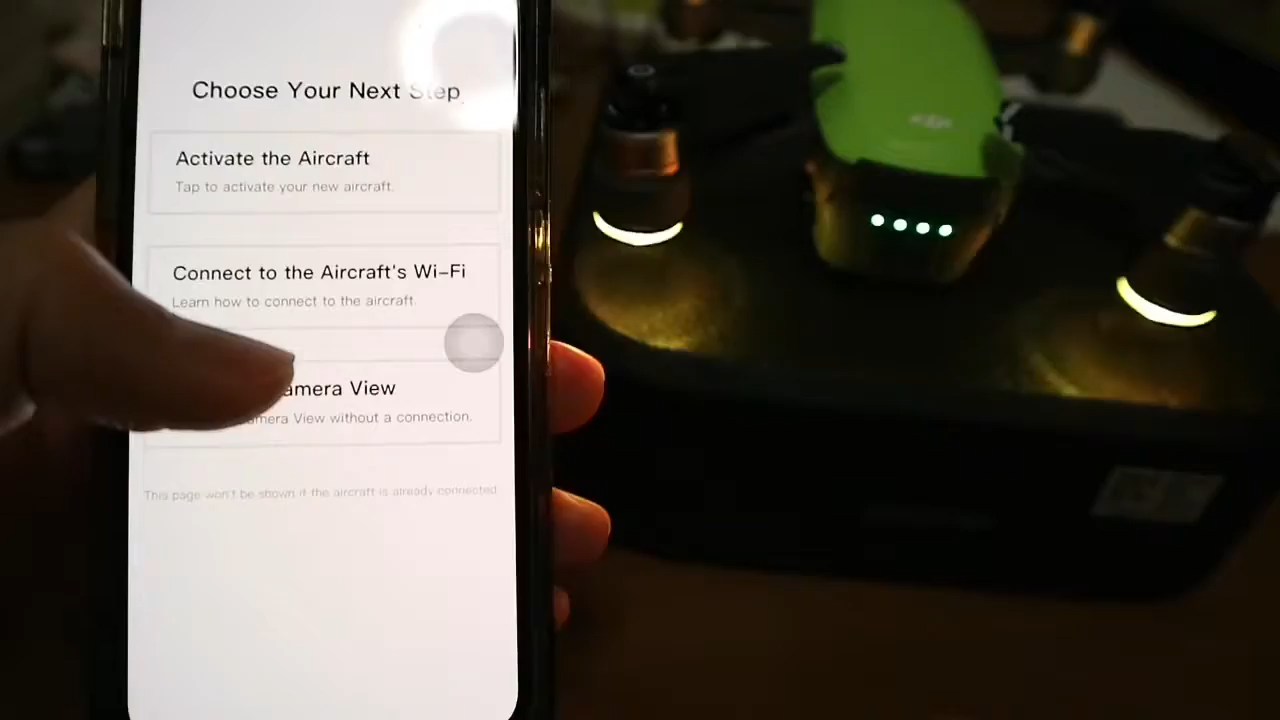 Choose Your Next Step
Activate the Aircraft
Tap to activate your new aircraft.
Connect to the Aircraft's Wi-Fi
Learn how to connect to the aircraft.
amera View
mera View without a connection.
This page won't be shown if the aircraft is already connected.
dji